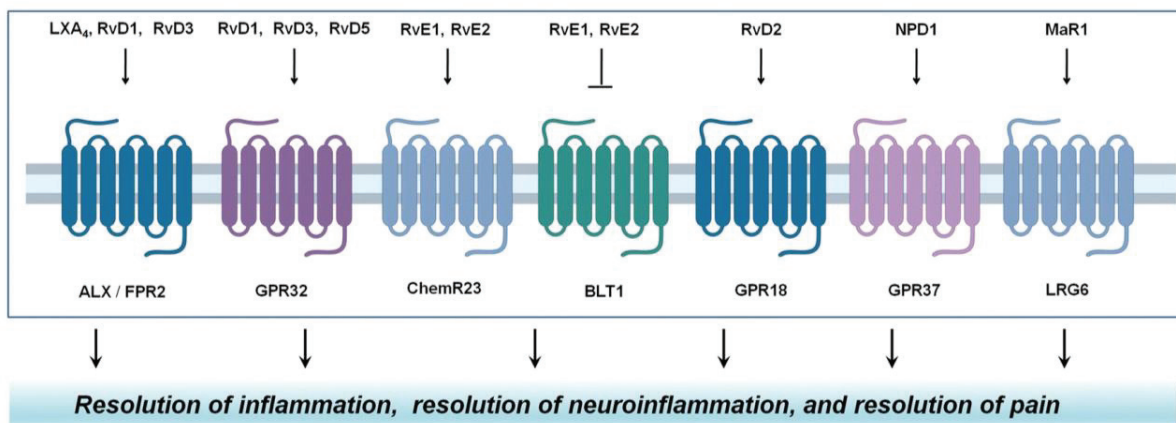 LXA₄, RvD1, RvD3
RvD1, RvD3, RvD5
RvE1, RvE2
RvE1, RvE2
RvD2
NPD1
MaR1
ALX / FPR2
GPR32
ChemR23
BLT1
GPR18
GPR37
LRG6
Resolution of inflammation, resolution of neuroinflammation, and resolution of pain